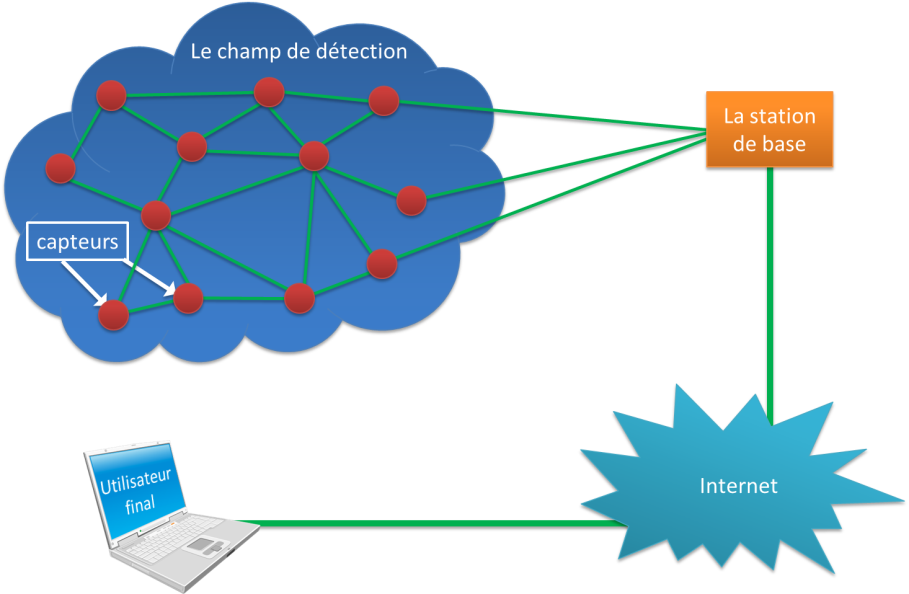 Le champ de détection
La station
de base
capteurs
Utilisateur
final
Internet